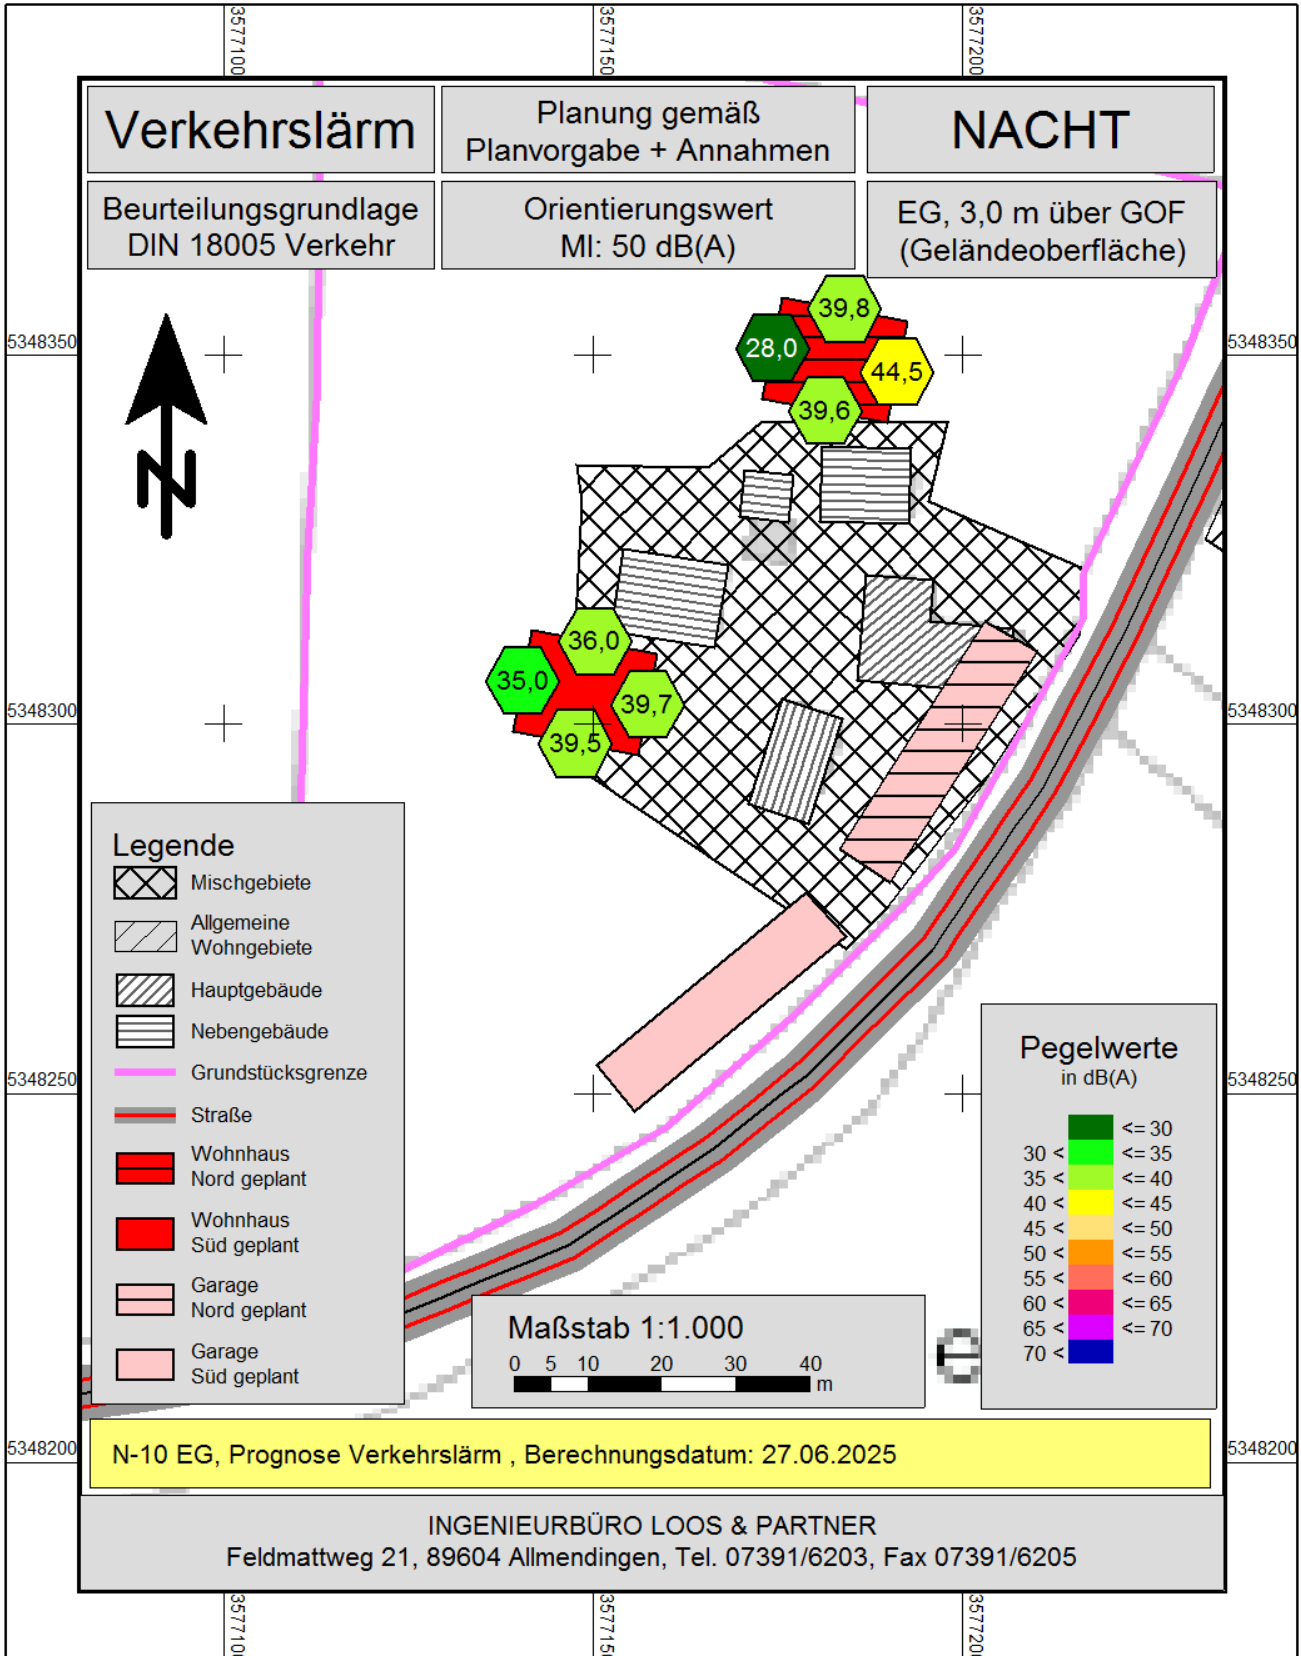 3577100
3577150
3577200
Verkehrslärm
Planung gemäß
Planvorgabe + Annahmen
NACHT
Beurteilungsgrundlage
DIN 18005 Verkehr
Orientierungswert
MI: 50 dB(A)
EG, 3,0 m über GOF
(Geländeoberfläche)
39,8
5348350
28,0
44,5
5348350
39,6
N
36,0
35,0
39,7
5348300
39,5
5348300
Legende
Mischgebiete
Allgemeine
Wohngebiete
Hauptgebäude
Nebengebäude
Grundstücksgrenze
Straße
Wohnhaus
Nord geplant
Wohnhaus
Süd geplant
Garage
Nord geplant
Garage
Süd geplant
5348250
5348250
Pegelwerte
in dB(A)
<= 30
30 < <= 35
35 < <= 40
40 < <= 45
45 < <= 50
50 < <= 55
55 < <= 60
60 < <= 65
65 < <= 70
70 <
e
Maßstab 1:1.000
0 5 10 20 30 40
m
5348200
5348200
N-10 EG, Prognose Verkehrslärm , Berechnungsdatum: 27.06.2025
INGENIEURBÜRO LOOS & PARTNER
Feldmattweg 21, 89604 Allmendingen, Tel. 07391/6203, Fax 07391/6205
3577100
3577150
3577200